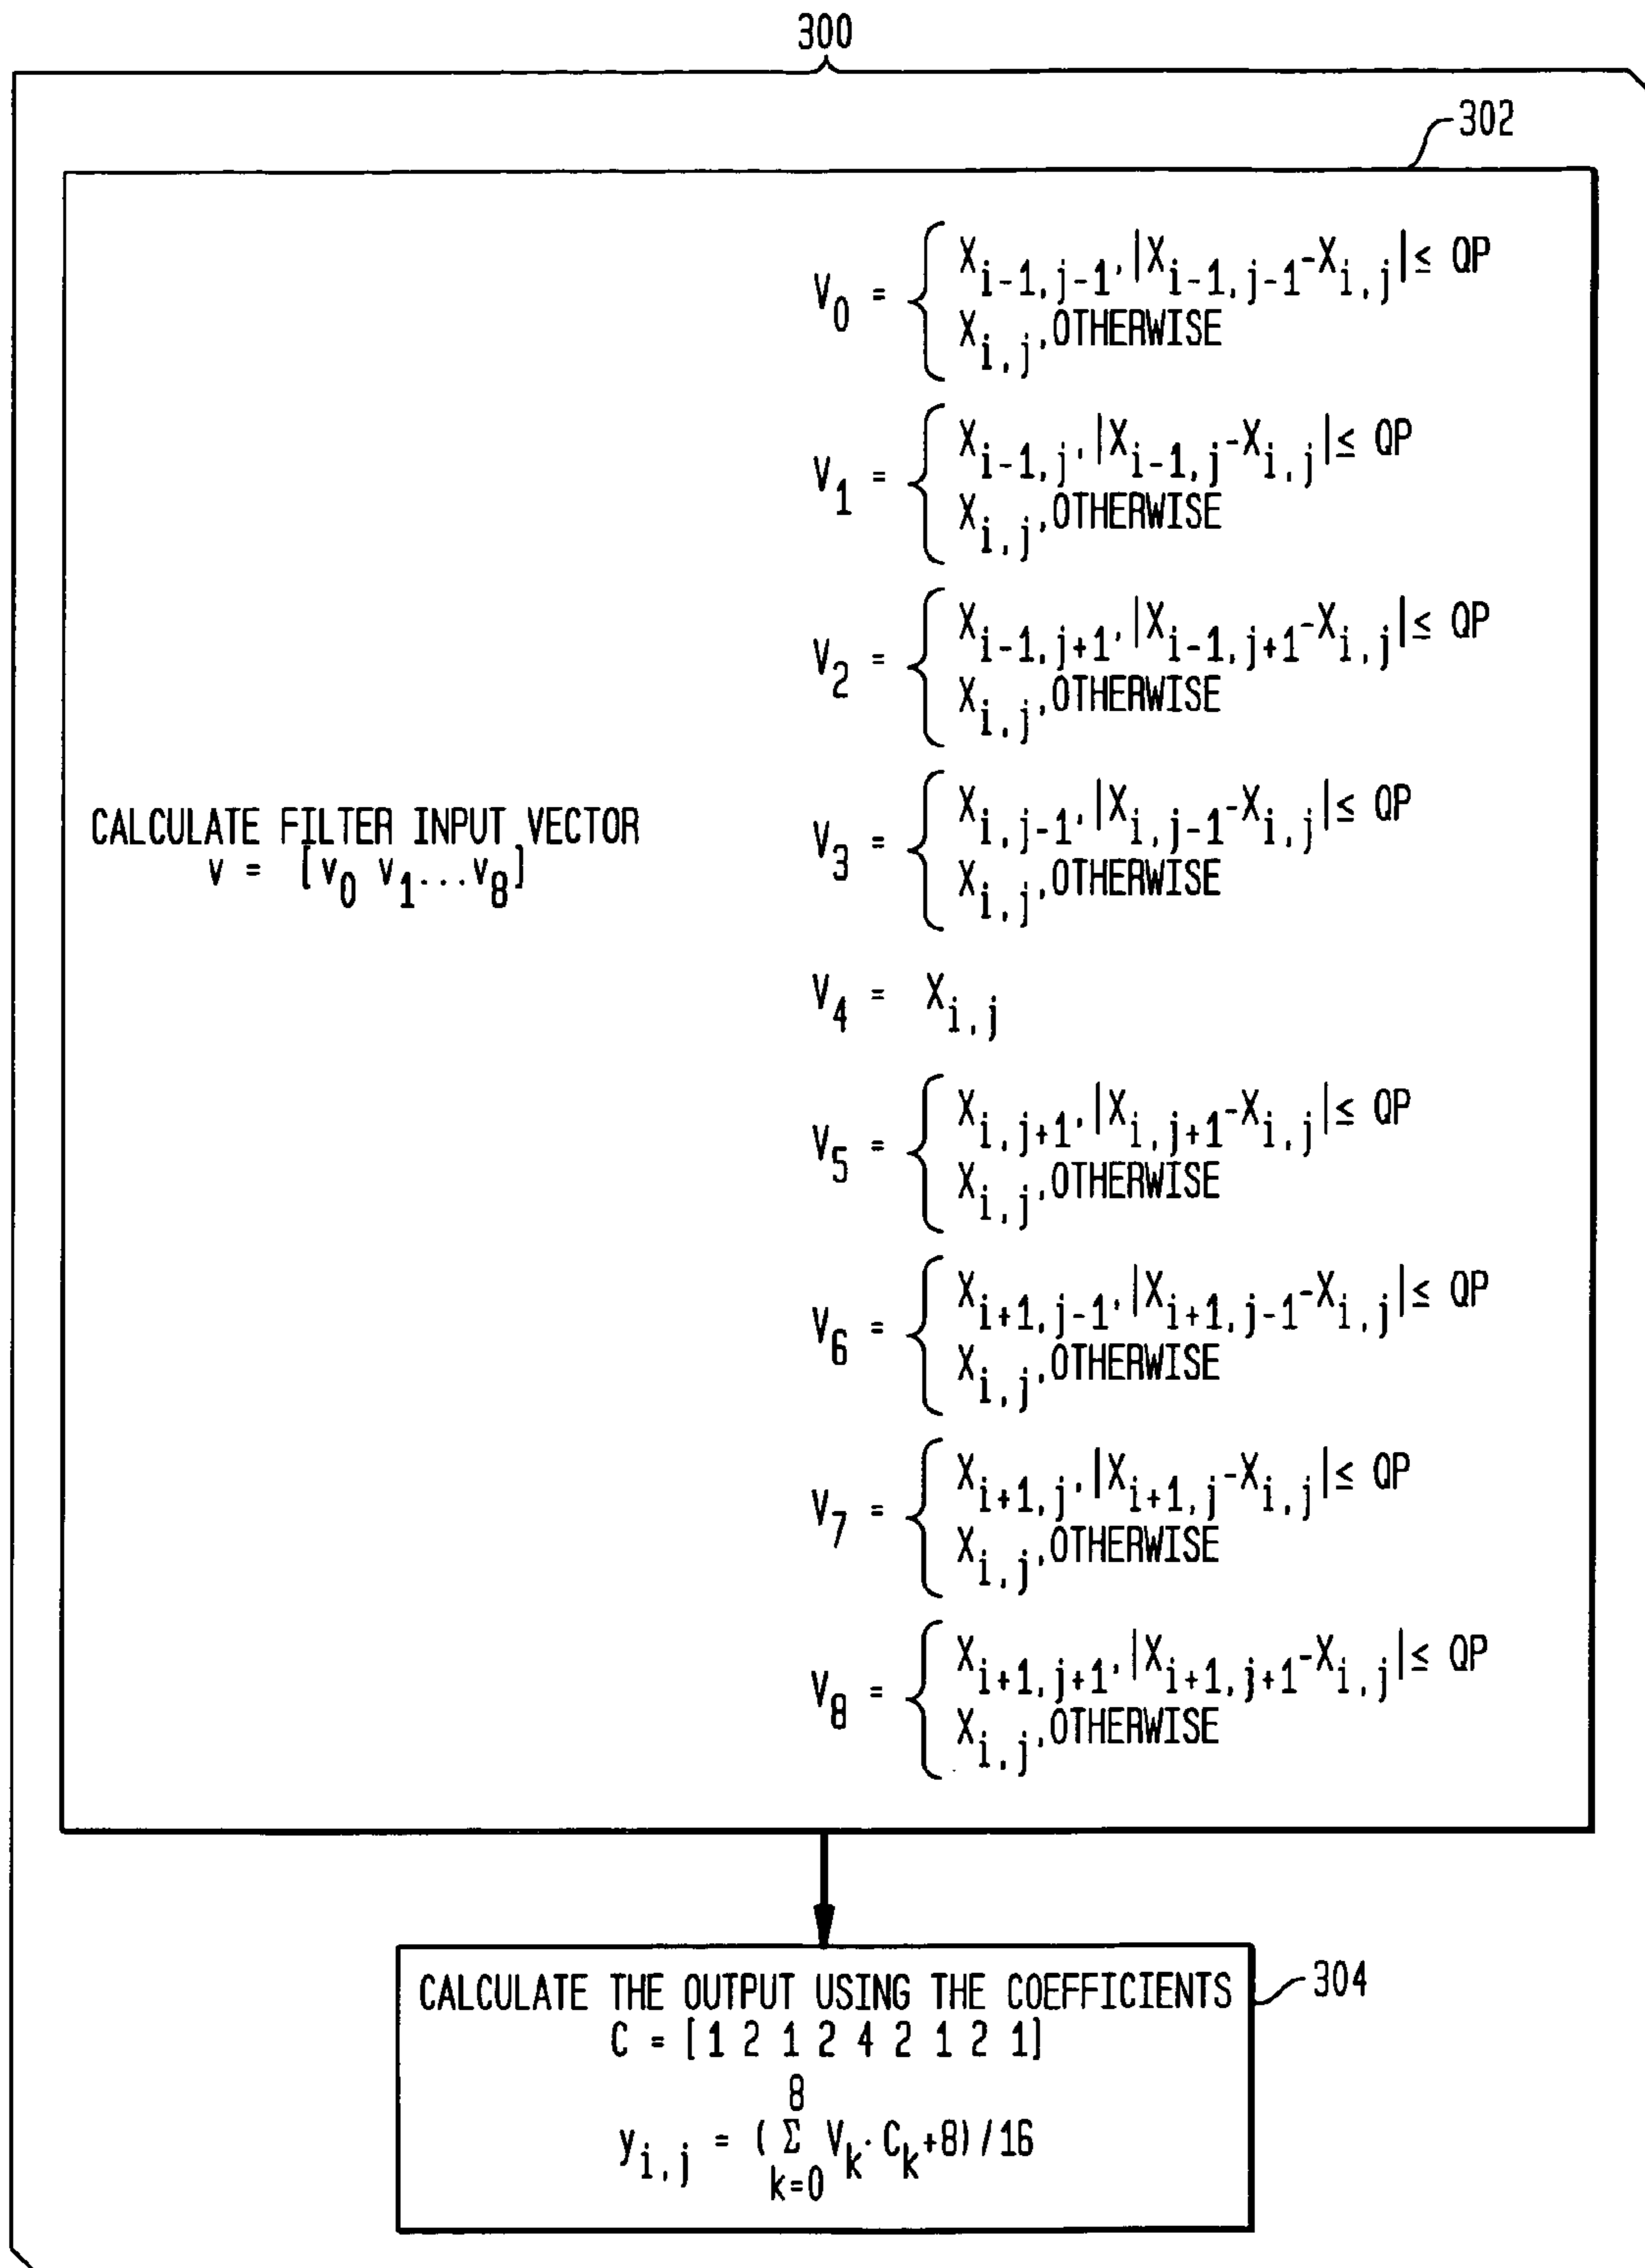 300
302
V0 = { Xi-1,j-1, |Xi-1,j-1-Xi,j|≤ QP
Xi,j,OTHERWISE
V1 = { Xi-1,j, |Xi-1,j-Xi,j|≤ QP
Xi,j,OTHERWISE
V2 = { Xi-1,j+1, |Xi-1,j+1-Xi,j|≤ QP
Xi,j,OTHERWISE
CALCULATE FILTER INPUT VECTOR
v = [v0 v1...v8]
V3 = { Xi,j-1, |Xi,j-1-Xi,j|≤ QP
Xi,j,OTHERWISE
V4 = Xi,j
V5 = { Xi,j+1, |Xi,j+1-Xi,j|≤ QP
Xi,j,OTHERWISE
V6 = { Xi+1,j-1, |Xi+1,j-1-Xi,j|≤ QP
Xi,j,OTHERWISE
V7 = { Xi+1,j, |Xi+1,j-Xi,j|≤ QP
Xi,j,OTHERWISE
V8 = { Xi+1,j+1, |Xi+1,j+1-Xi,j|≤ QP
Xi,j,OTHERWISE
CALCULATE THE OUTPUT USING THE COEFFICIENTS
304
C = [1 2 1 2 4 2 1 2 1]
8
yi,j = (Σ Vk·Ck+8)/16
k=0